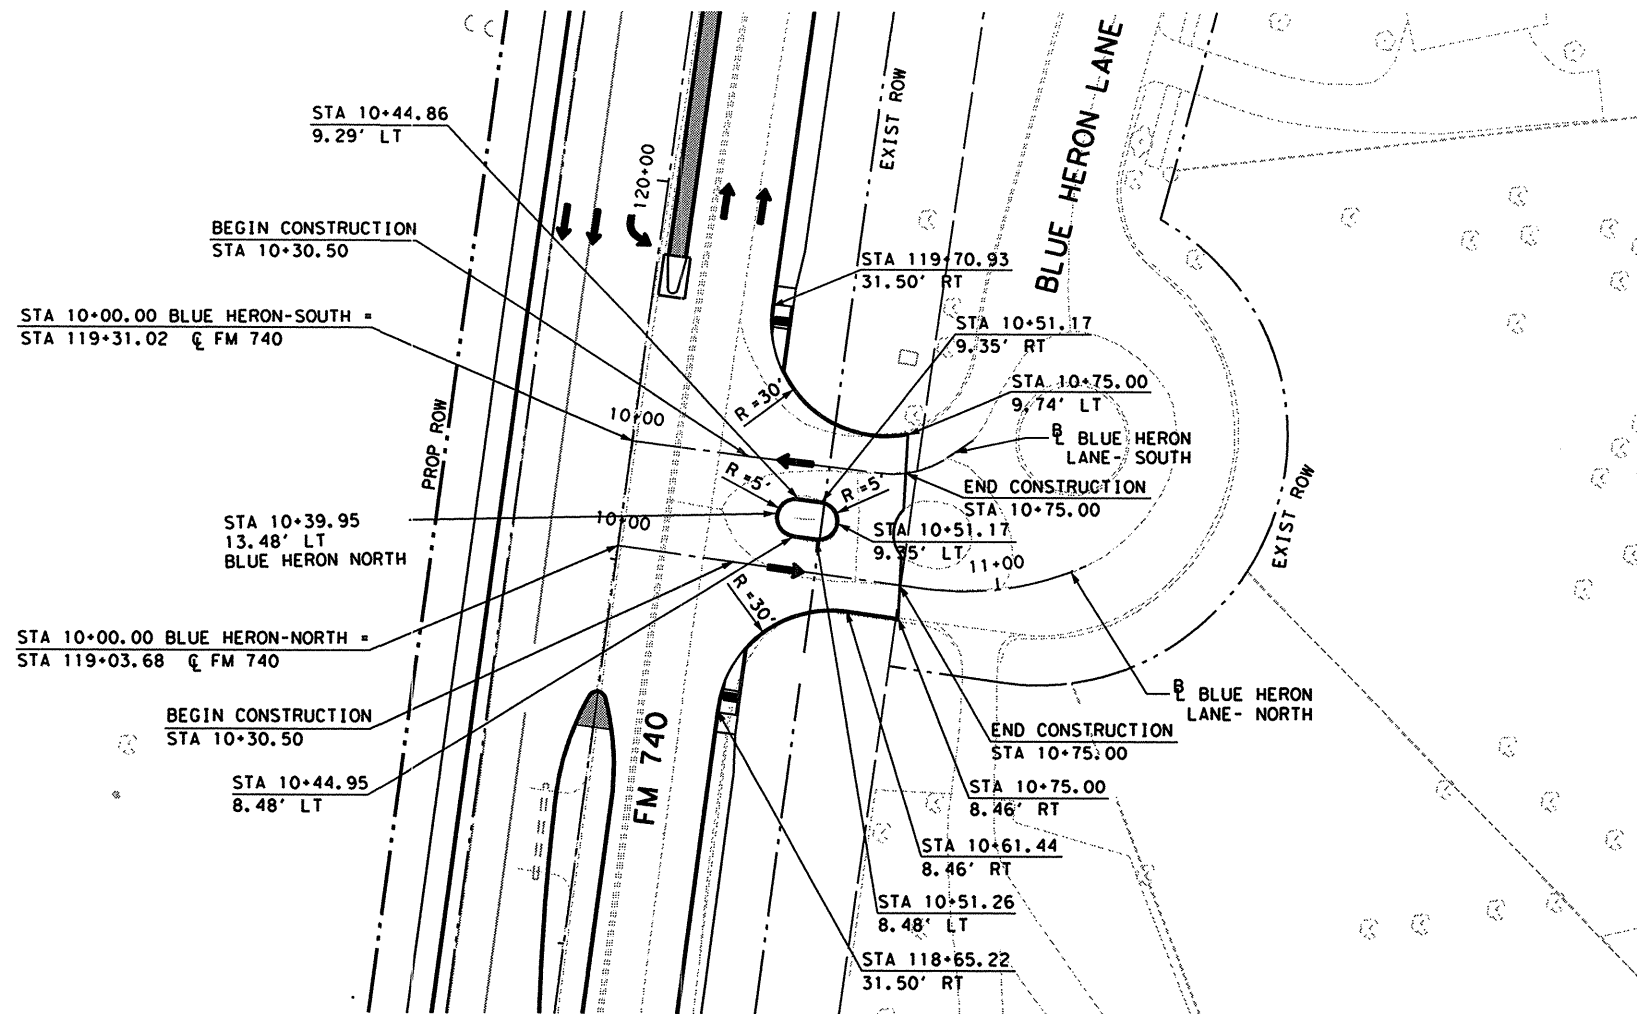 STA 10+44.86
9.29' LT
BEGIN CONSTRUCTION
STA 10+30.50
STA 10+00.00 BLUE HERON-SOUTH =
STA 119+31.02 ℄ FM 740
PROP ROW
STA 10+39.95
13.48' LT
BLUE HERON NORTH
STA 10+00.00 BLUE HERON-NORTH =
STA 119+03.68 ℄ FM 740
BEGIN CONSTRUCTION
STA 10+30.50
STA 10+44.95
8.48' LT
120+00
EXIST ROW
BLUE HERON LANE
STA 119+70.93
31.50' RT
STA 10+51.17
9.35' RT
STA 10+75.00
9.74' LT
BL BLUE HERON
LANE- SOUTH
R =30'
10+00
R =5'
R =5'
END CONSTRUCTION
STA 10+75.00
10+00
STA 10+51.17
9.35' LT
11+00
EXIST ROW
R =30'
BL BLUE HERON
LANE- NORTH
FM 740
END CONSTRUCTION
STA 10+75.00
STA 10+75.00
8.46' RT
STA 10+61.44
8.46' RT
STA 10+51.26
8.48' LT
STA 118+65.22
31.50' RT